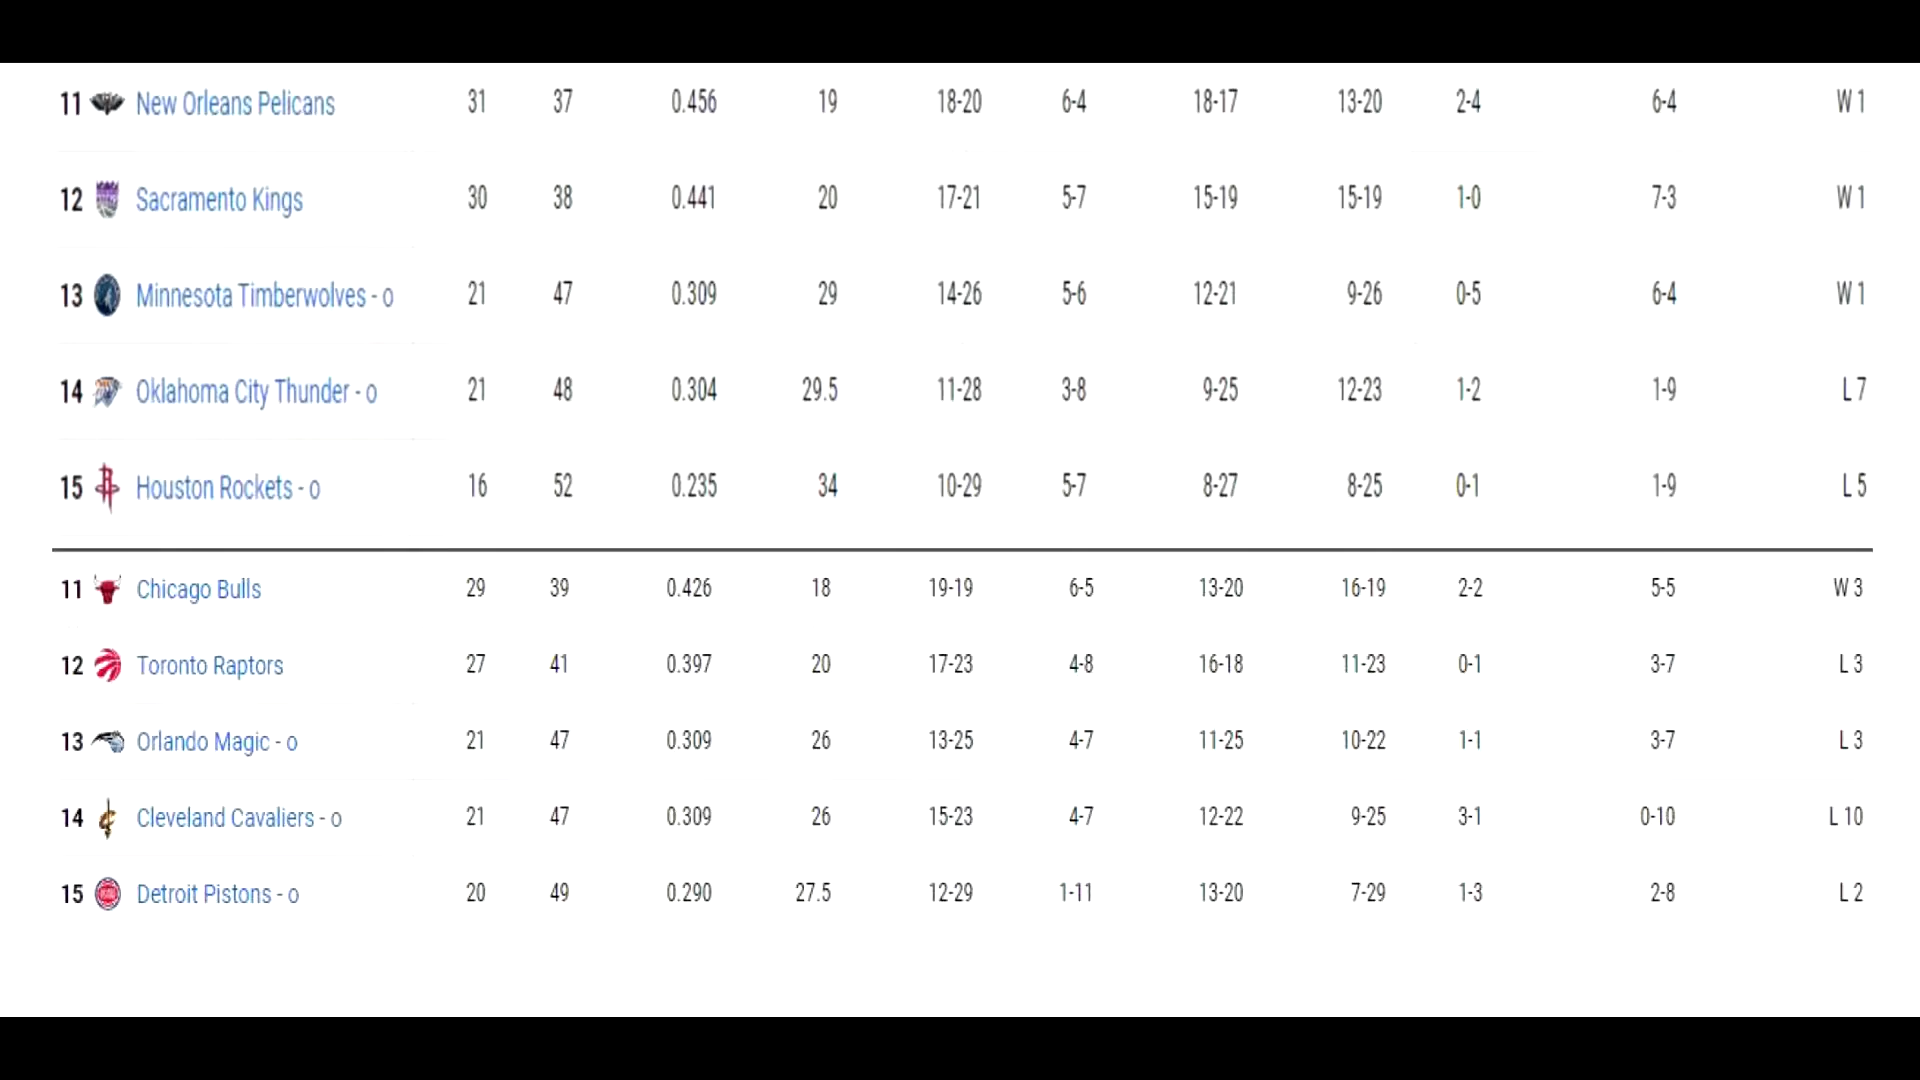 11 New Orleans Pelicans 31 37 0.456 19 18-20 6-4 18-17 13-20 2-4 6-4 W 1
12 Sacramento Kings 30 38 0.441 20 17-21 5-7 15-19 15-19 1-0 7-3 W 1
13 Minnesota Timberwolves - o 21 47 0.309 29 14-26 5-6 12-21 9-26 0-5 6-4 W 1
14 Oklahoma City Thunder - o 21 48 0.304 29.5 11-28 3-8 9-25 12-23 1-2 1-9 L 7
15 Houston Rockets - o 16 52 0.235 34 10-29 5-7 8-27 8-25 0-1 1-9 L 5
11 Chicago Bulls 29 39 0.426 18 19-19 6-5 13-20 16-19 2-2 5-5 W 3
12 Toronto Raptors 27 41 0.397 20 17-23 4-8 16-18 11-23 0-1 3-7 L 3
13 Orlando Magic - o 21 47 0.309 26 13-25 4-7 11-25 10-22 1-1 3-7 L 3
14 Cleveland Cavaliers - o 21 47 0.309 26 15-23 4-7 12-22 9-25 3-1 0-10 L 10
15 Detroit Pistons - o 20 49 0.290 27.5 12-29 1-11 13-20 7-29 1-3 2-8 L 2